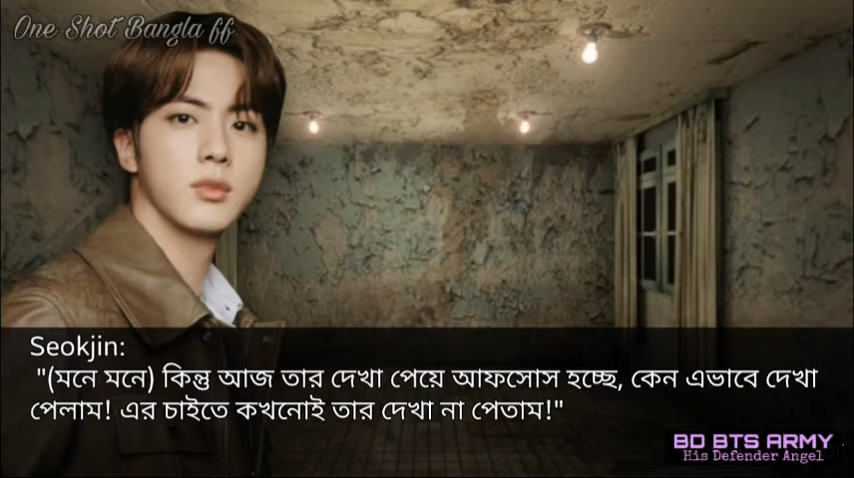 One Shot Bangla ff
Seokjin:
"(মনে মনে) কিন্তু আজ তার দেখা পেয়ে আফসোস হচ্ছে, কেন এভাবে দেখা
পেলাম! এর চাইতে কখনোই তার দেখা না পেতাম!"
BD BTS ARMY
His Defender Angel